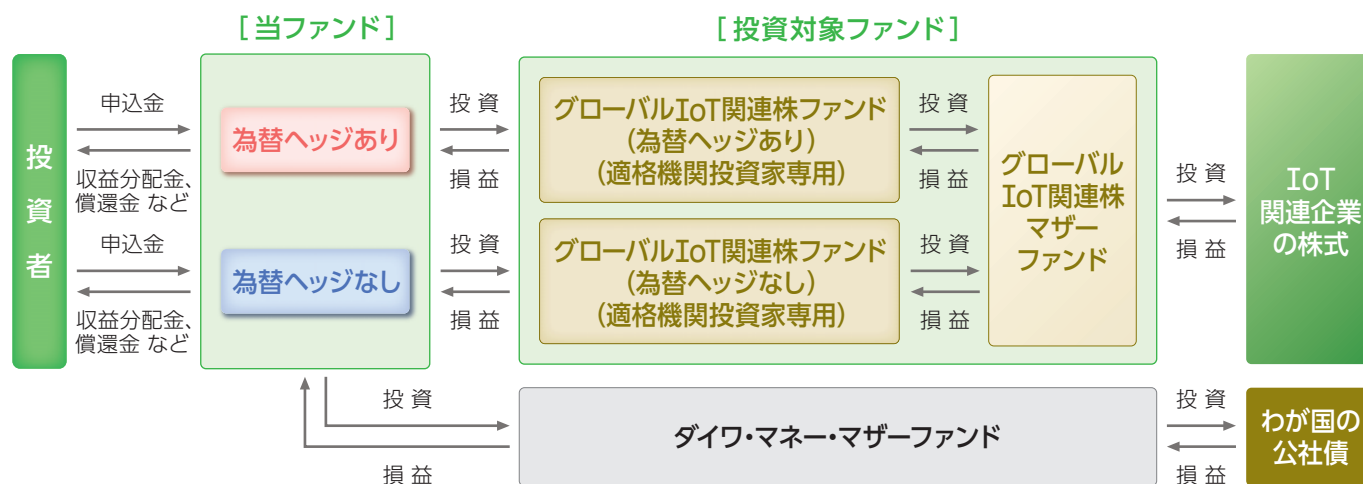 [当ファンド]
[投資対象ファンド]
投資者
申込金
収益分配金、
償還金 など
申込金
収益分配金、
償還金 など
為替ヘッジあり
為替ヘッジなし
投 資
損 益
投 資
損 益
グローバルIoT関連株ファンド
(為替ヘッジあり)
(適格機関投資家専用)
グローバルIoT関連株ファンド
(為替ヘッジなし)
(適格機関投資家専用)
投 資
損 益
投 資
損 益
グローバル
IoT関連株
マザー
ファンド
投 資
損 益
IoT
関連企業
の株式
投 資
損 益
ダイワ・マネー・マザーファンド
投 資
損 益
わが国の
公社債